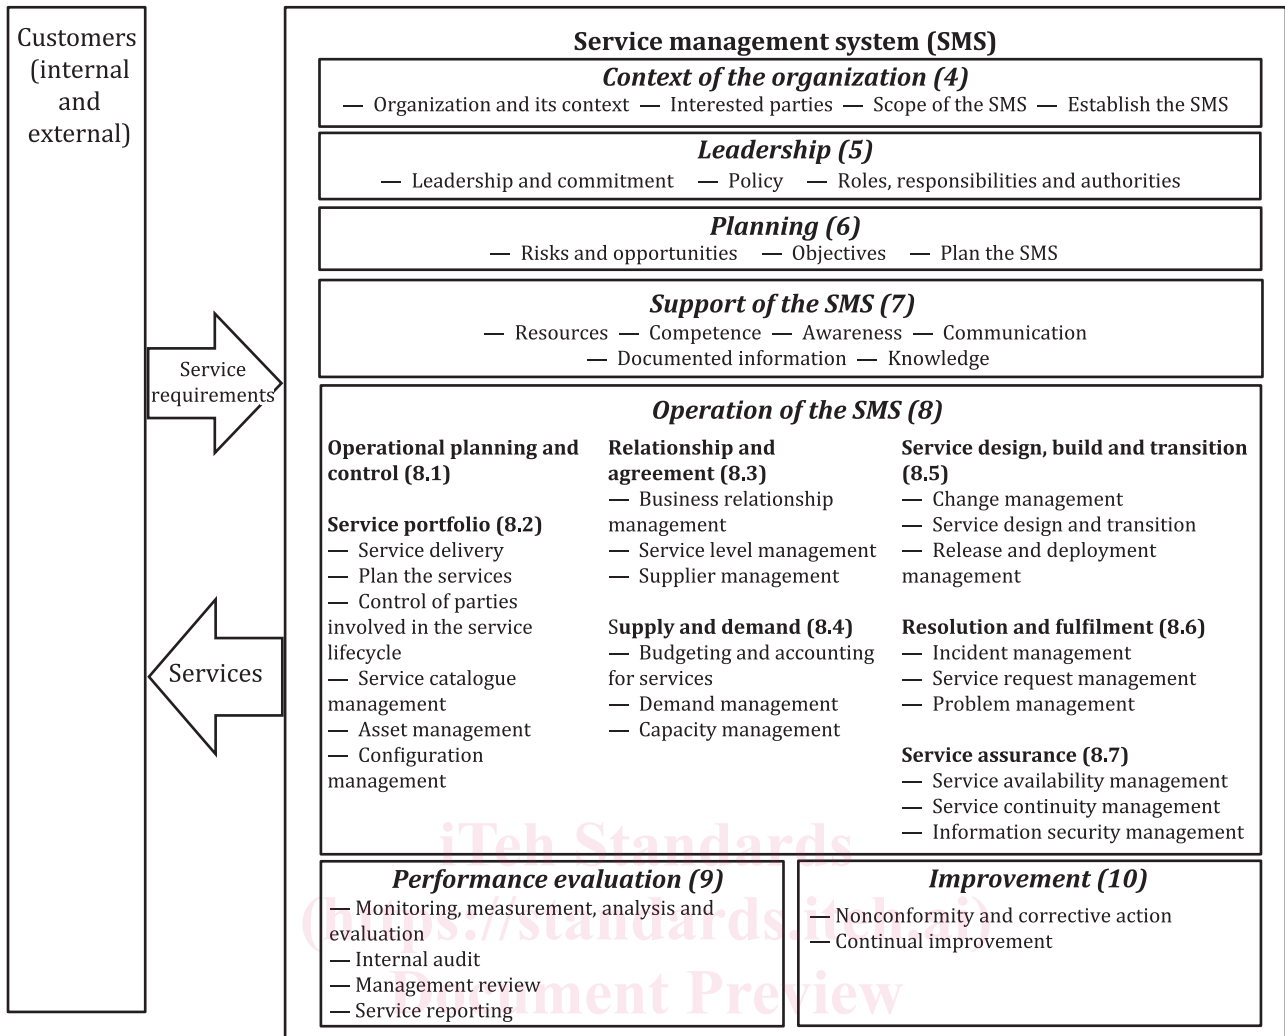 Customers
(internal
and
external)
Service
requirements
Services
Service management system (SMS)
Context of the organization (4)
— Organization and its context — Interested parties — Scope of the SMS — Establish the SMS
Leadership (5)
— Leadership and commitment — Policy — Roles, responsibilities and authorities
Planning (6)
— Risks and opportunities — Objectives — Plan the SMS
Support of the SMS (7)
— Resources — Competence — Awareness — Communication
— Documented information — Knowledge
Operation of the SMS (8)
Operational planning and
control (8.1)
Service portfolio (8.2)
— Service delivery
— Plan the services
— Control of parties
involved in the service
lifecycle
— Service catalogue
management
— Asset management
— Configuration
management
Relationship and
agreement (8.3)
— Business relationship
management
— Service level management
— Supplier management
Supply and demand (8.4)
— Budgeting and accounting
for services
— Demand management
— Capacity management
Service design, build and transition
(8.5)
— Change management
— Service design and transition
— Release and deployment
management
Resolution and fulfilment (8.6)
— Incident management
— Service request management
— Problem management
Service assurance (8.7)
— Service availability management
— Service continuity management
— Information security management
Performance evaluation (9)
— Monitoring, measurement, analysis and
evaluation
— Internal audit
— Management review
— Service reporting
Improvement (10)
— Nonconformity and corrective action
— Continual improvement
iTeh Standards
(https://standards.iteh.ai)
Document Preview